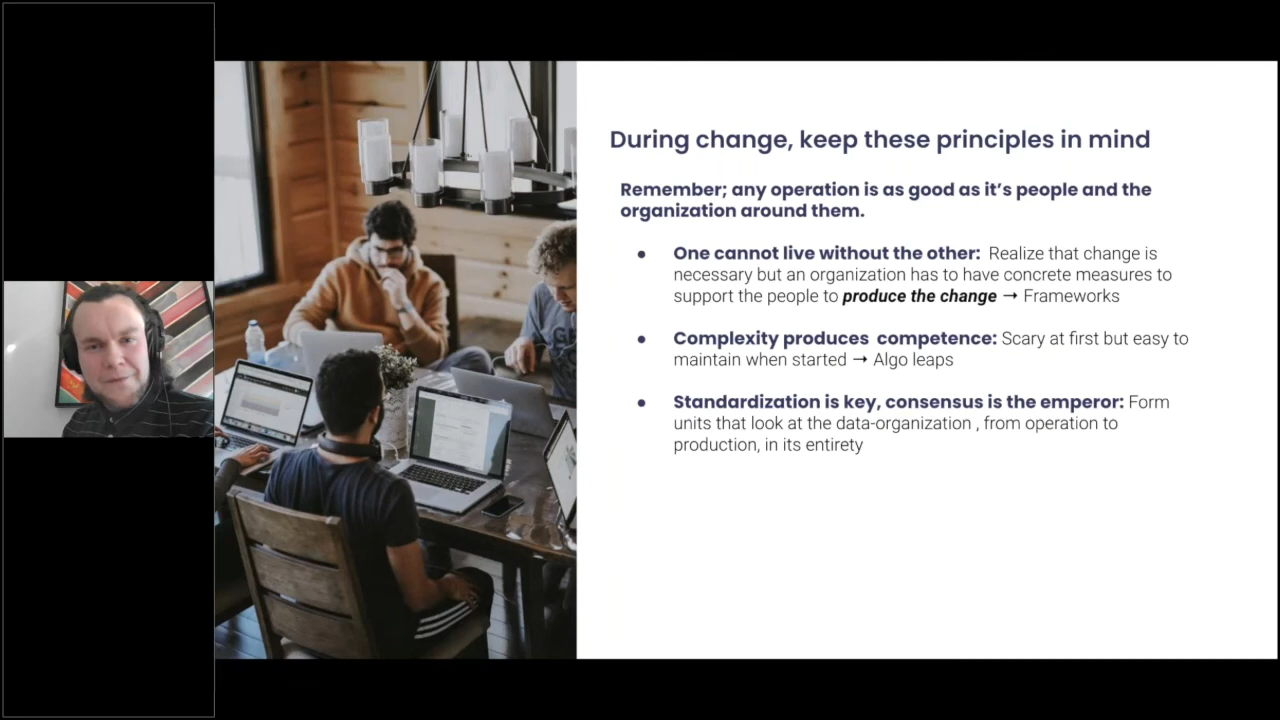 During change, keep these principles in mind
Remember; any operation is as good as it's people and the
organization around them.
● One cannot live without the other: Realize that change is
necessary but an organization has to have concrete measures to
support the people to produce the change → Frameworks
● Complexity produces competence: Scary at first but easy to
maintain when started → Algo leaps
● Standardization is key, consensus is the emperor: Form
units that look at the data-organization , from operation to
production, in its entirety